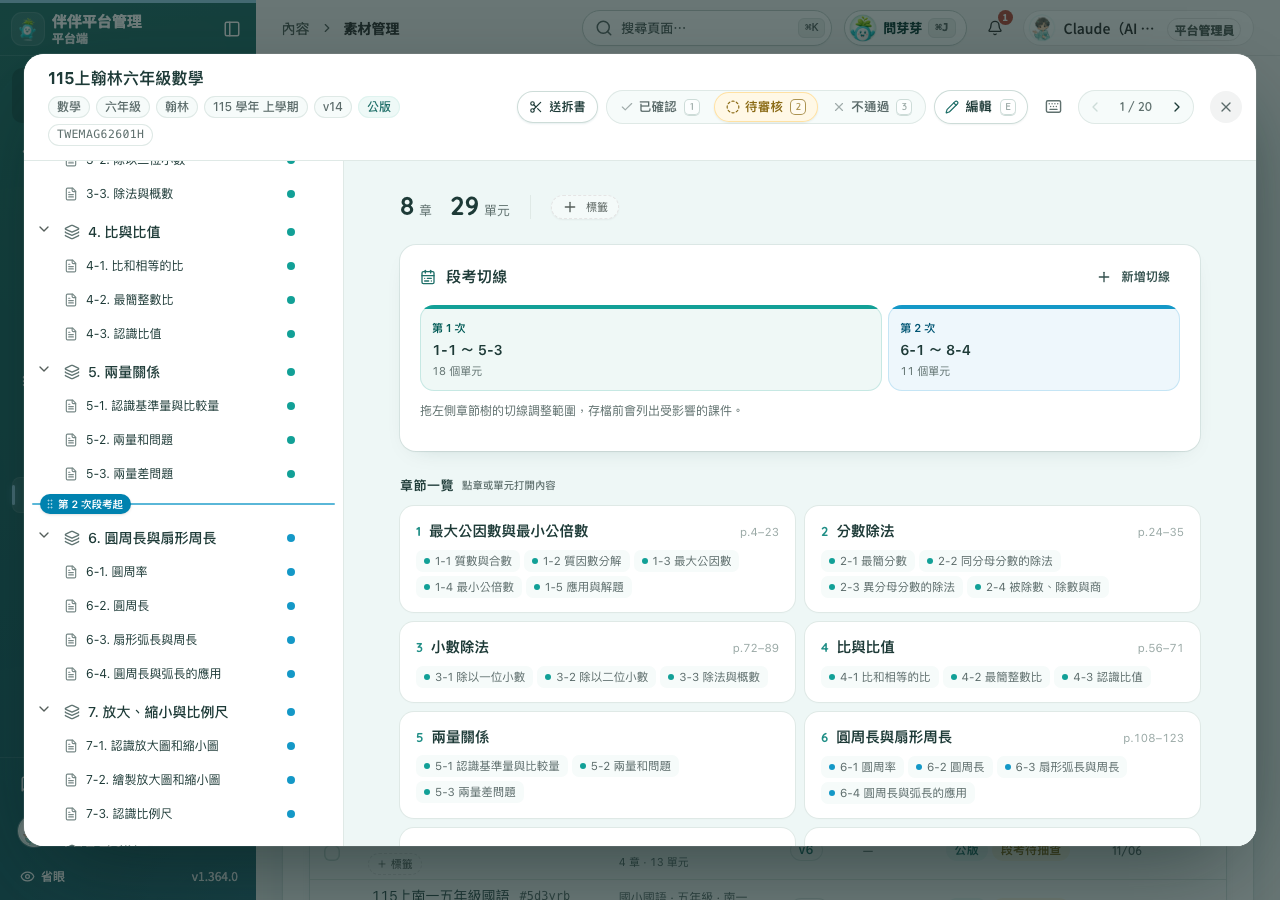 伴伴平台管理
平台端
內容 素材管理
搜尋頁面… ⌘K
問芽芽 ⌘J
1
Claude（AI … 平台管理員
115上翰林六年級數學
數學 六年級 翰林 115 學年 上學期 v14 公版
TWEMAG62601H
送拆書
已確認 1 待審核 2 不通過 3
編輯 E
1 / 20
3-2. 除以二位小數
3-3. 除法與概數
4. 比與比值
4-1. 比和相等的比
4-2. 最簡整數比
4-3. 認識比值
5. 兩量關係
5-1. 認識基準量與比較量
5-2. 兩量和問題
5-3. 兩量差問題
第 2 次段考起
6. 圓周長與扇形周長
6-1. 圓周率
6-2. 圓周長
6-3. 扇形弧長與周長
6-4. 圓周長與弧長的應用
7. 放大、縮小與比例尺
7-1. 認識放大圖和縮小圖
7-2. 繪製放大圖和縮小圖
7-3. 認識比例尺
8 章 29 單元 ＋ 標籤
段考切線 ＋ 新增切線
第 1 次
1-1 ～ 5-3
18 個單元
第 2 次
6-1 ～ 8-4
11 個單元
拖左側章節樹的切線調整範圍，存檔前會列出受影響的課件。
章節一覽 點章或單元打開內容
1 最大公因數與最小公倍數 p.4–23
1-1 質數與合數 1-2 質因數分解 1-3 最大公因數
1-4 最小公倍數 1-5 應用與解題
2 分數除法 p.24–35
2-1 最簡分數 2-2 同分母分數的除法
2-3 異分母分數的除法 2-4 被除數、除數與商
3 小數除法 p.72–89
3-1 除以一位小數 3-2 除以二位小數 3-3 除法與概數
4 比與比值 p.56–71
4-1 比和相等的比 4-2 最簡整數比 4-3 認識比值
5 兩量關係
5-1 認識基準量與比較量 5-2 兩量和問題
5-3 兩量差問題
6 圓周長與扇形周長 p.108–123
6-1 圓周率 6-2 圓周長 6-3 扇形弧長與周長
6-4 圓周長與弧長的應用
＋ 標籤 4 章 · 13 單元 v6 — 公版 段考待抽查 11/06
省眼 v1.364.0
115上南一五年級國語 #5d3yrb 國小國語 · 五年級 · 南一